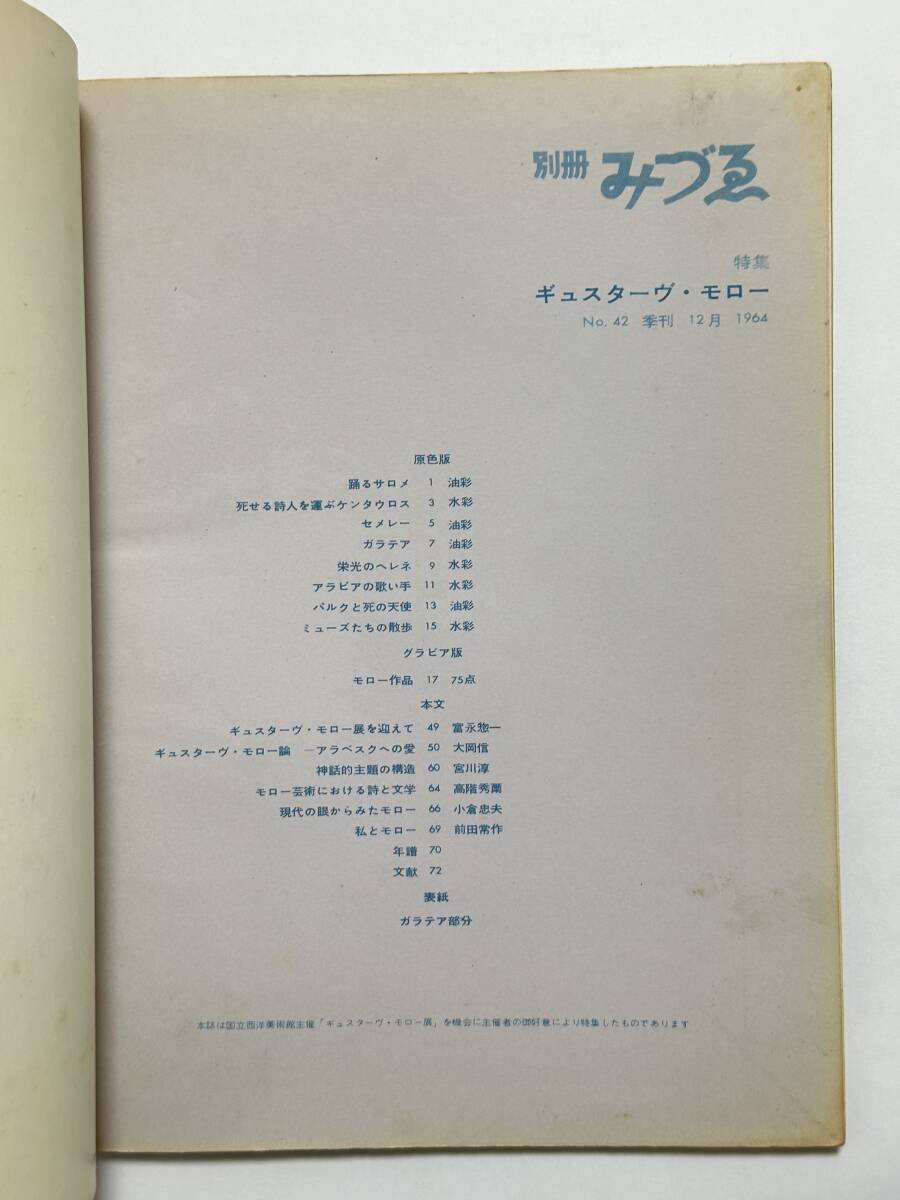 別冊 みづゑ
特集
ギュスターヴ・モロー
No. 42 季刊 12月 1964
原色版
踊るサロメ 1 油彩
死せる詩人を運ぶケンタウロス 3 水彩
セメレー 5 油彩
ガラテア 7 油彩
栄光のヘレネ 9 水彩
アラビアの歌い手 11 水彩
パルクと死の天使 13 油彩
ミューズたちの散歩 15 水彩
グラビア版
モロー作品 17 75点
本文
ギュスターヴ・モロー展を迎えて 49 富永惣一
ギュスターヴ・モロー論 —アラベスクへの愛 50 大岡信
神話的主題の構造 60 宮川淳
モロー芸術における詩と文学 64 高階秀爾
現代の眼からみたモロー 66 小倉忠夫
私とモロー 69 前田常作
年譜 70
文献 72
表紙
ガラテア部分
本誌は国立西洋美術館主催「ギュスターヴ・モロー展」を機会に主催者の御好意により特集したものであります